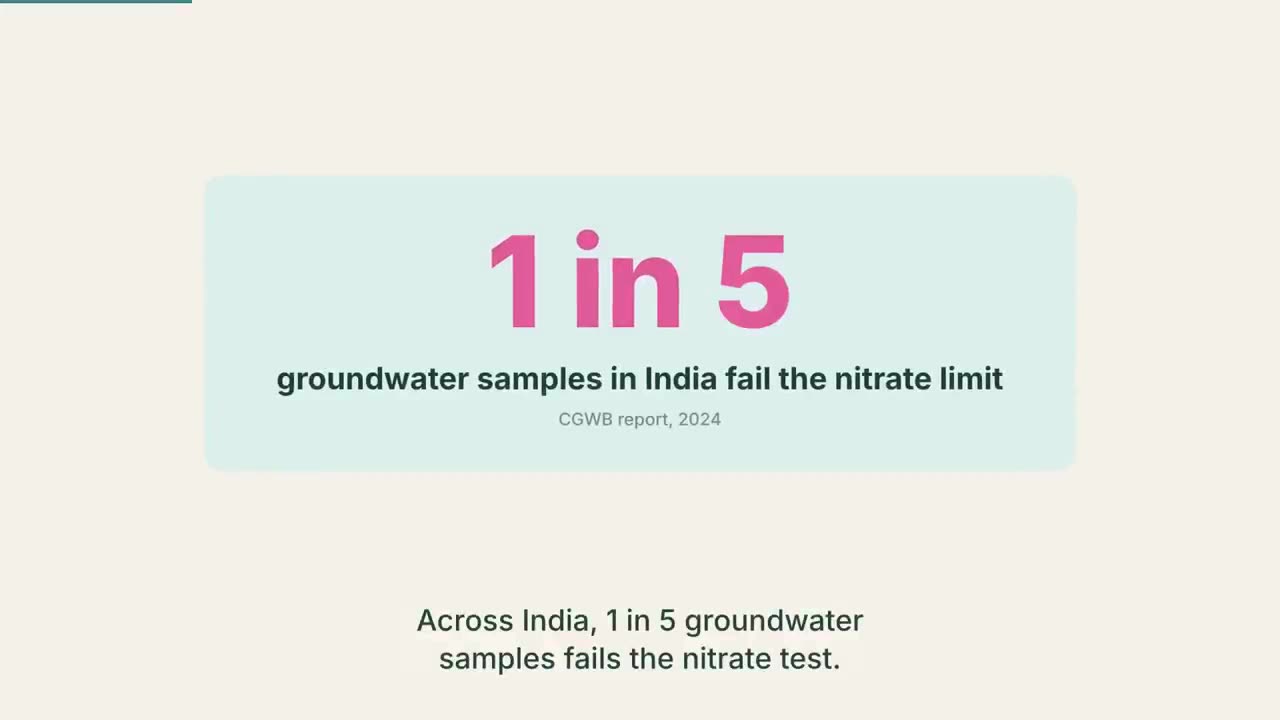 1 in 5
groundwater samples in India fail the nitrate limit
CGWB report, 2024
Across India, 1 in 5 groundwater
samples fails the nitrate test.